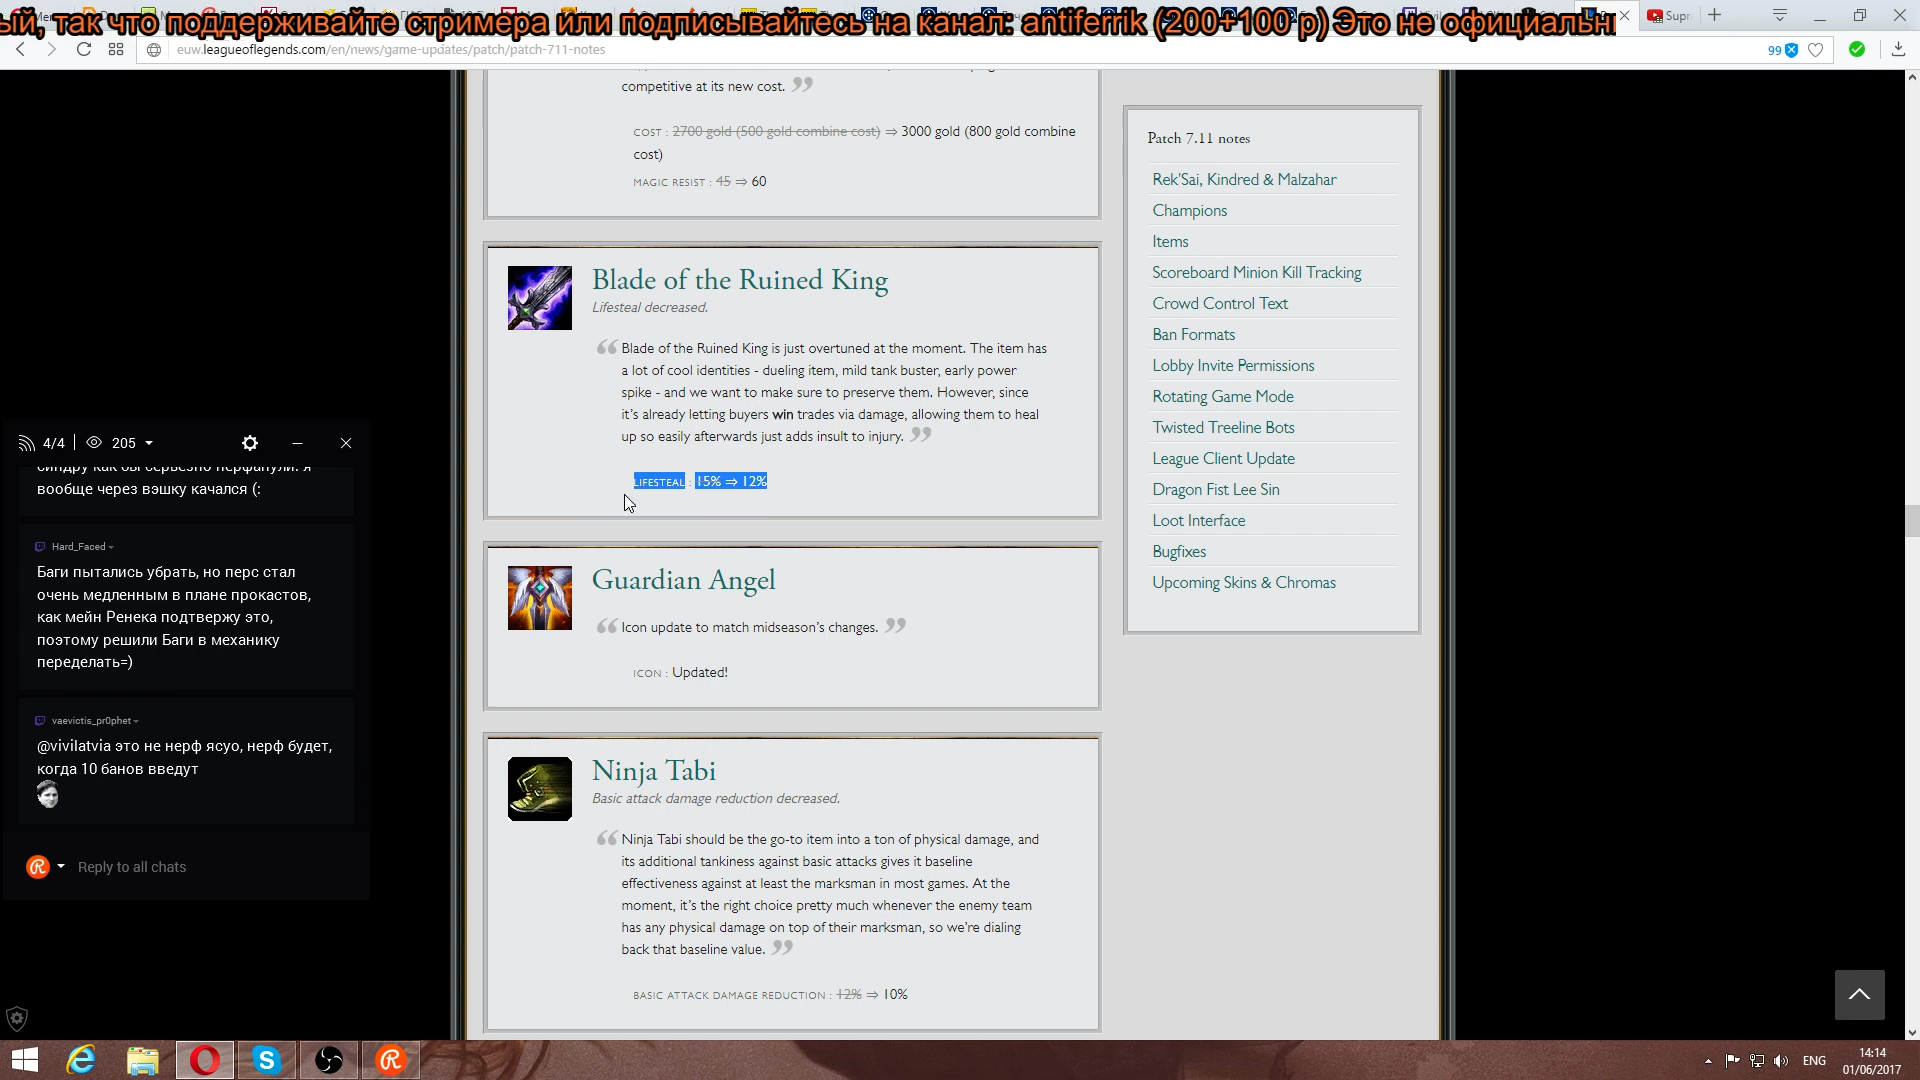 ый, так что поддерживайте стримера или подписывайтесь на канал: antiferrik (200+100 р) Это не официальн
euw.leagueoflegends.com/en/news/game-updates/patch/patch-711-notes
99
competitive at its new cost.
COST : 2700 gold (500 gold combine cost) ⇒ 3000 gold (800 gold combine
cost)
MAGIC RESIST : 45 ⇒ 60
Blade of the Ruined King
Lifesteal decreased.
Blade of the Ruined King is just overtuned at the moment. The item has
a lot of cool identities - dueling item, mild tank buster, early power
spike - and we want to make sure to preserve them. However, since
it's already letting buyers win trades via damage, allowing them to heal
up so easily afterwards just adds insult to injury.
LIFESTEAL : 15% ⇒ 12%
Guardian Angel
Icon update to match midseason's changes.
ICON : Updated!
Ninja Tabi
Basic attack damage reduction decreased.
Ninja Tabi should be the go-to item into a ton of physical damage, and
its additional tankiness against basic attacks gives it baseline
effectiveness against at least the marksman in most games. At the
moment, it's the right choice pretty much whenever the enemy team
has any physical damage on top of their marksman, so we're dialing
back that baseline value.
BASIC ATTACK DAMAGE REDUCTION : 12% ⇒ 10%
Patch 7.11 notes
Rek'Sai, Kindred & Malzahar
Champions
Items
Scoreboard Minion Kill Tracking
Crowd Control Text
Ban Formats
Lobby Invite Permissions
Rotating Game Mode
Twisted Treeline Bots
League Client Update
Dragon Fist Lee Sin
Loot Interface
Bugfixes
Upcoming Skins & Chromas
4/4
205
синдру как бы серьезно перфанули. я
вообще через вэшку качался (:
Hard_Faced
Баги пытались убрать, но перс стал
очень медленным в плане прокастов,
как мейн Ренека подтвержу это,
поэтому решили Баги в механику
переделать=)
vaevictis_pr0phet
@vivilatvia это не нерф ясуо, нерф будет,
когда 10 банов введут
Reply to all chats
ENG
14:14
01/06/2017